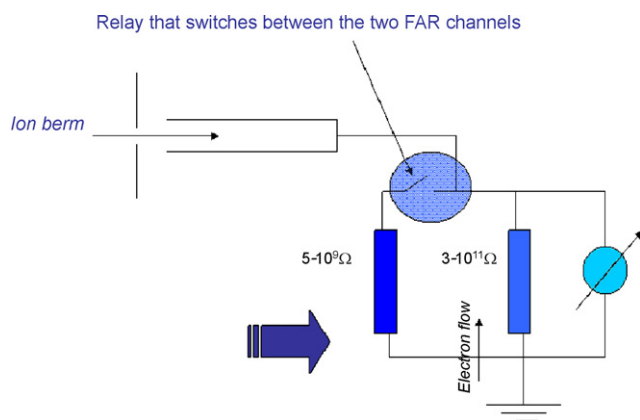 Relay that switches between the two FAR channels
Ion berm
5-10⁹Ω
3-10¹¹Ω
Electron flow